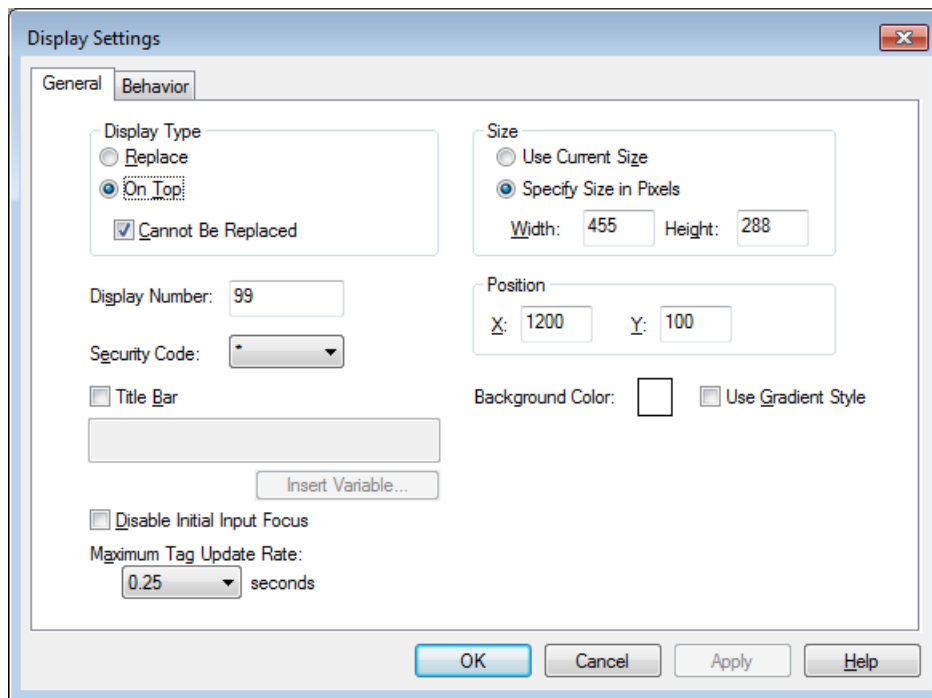 Display Settings
General
Behavior
Display Type
Replace
On Top
Cannot Be Replaced
Size
Use Current Size
Specify Size in Pixels
Width: 455 Height: 288
Display Number: 99
Position
X: 1200 Y: 100
Security Code: *
Title Bar
Background Color:
Use Gradient Style
Insert Variable...
Disable Initial Input Focus
Maximum Tag Update Rate:
0.25 seconds
OK
Cancel
Apply
Help